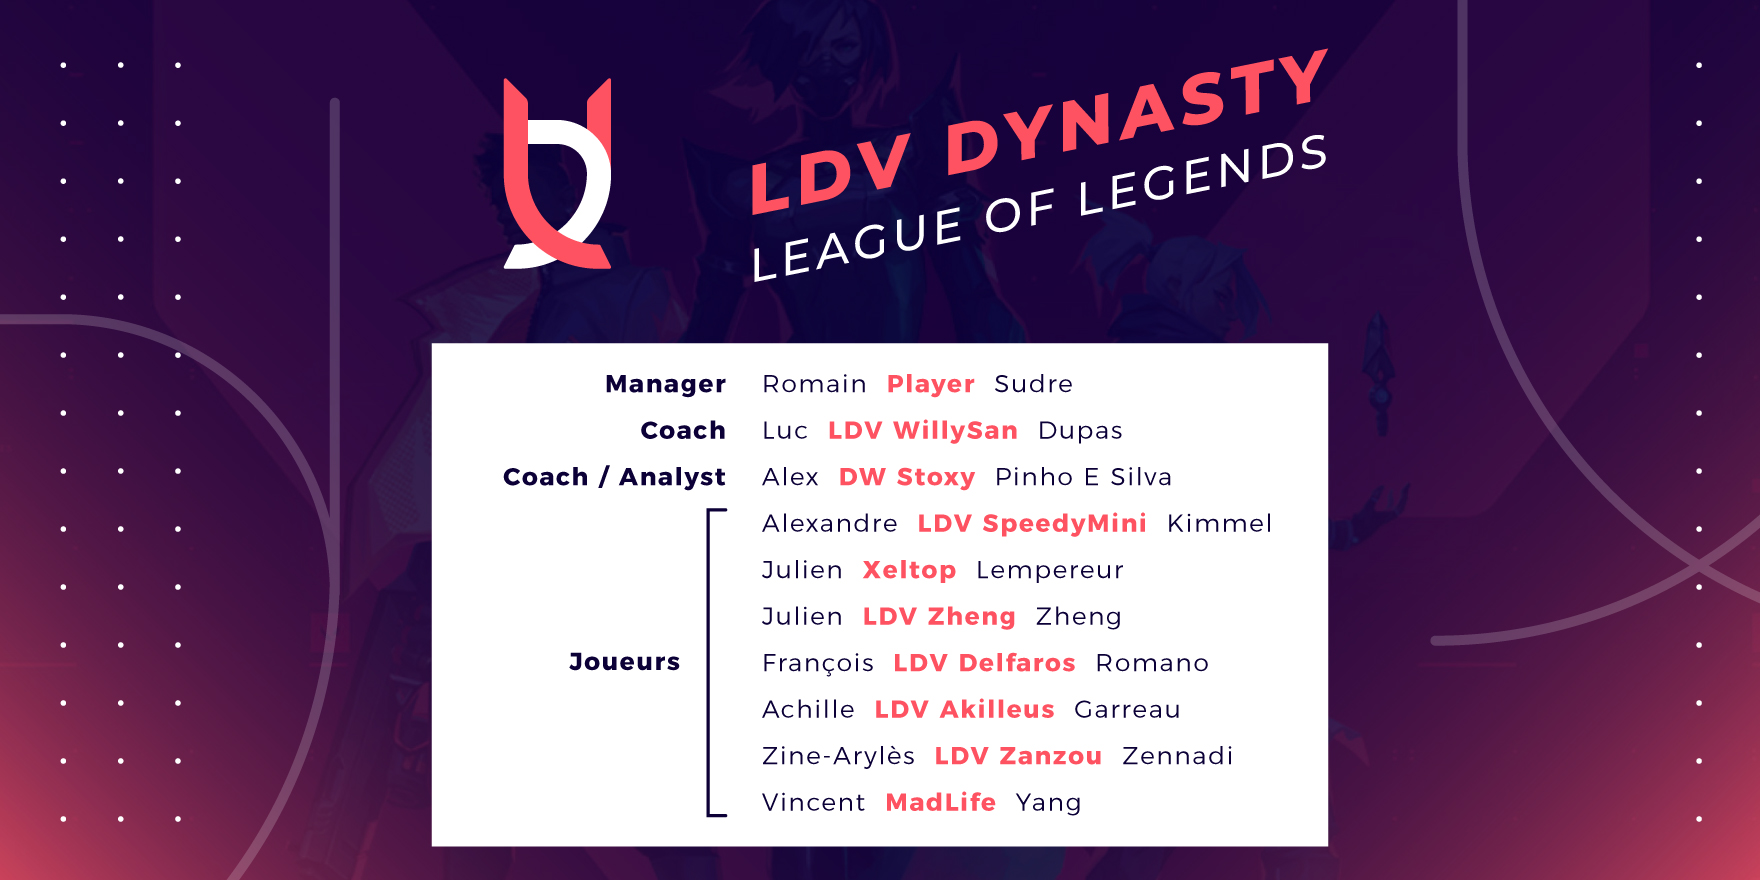 LDV DYNASTY
LEAGUE OF LEGENDS
Manager Romain Player Sudre
Coach Luc LDV WillySan Dupas
Coach / Analyst Alex DW Stoxy Pinho E Silva
Joueurs
Alexandre LDV SpeedyMini Kimmel
Julien Xeltop Lempereur
Julien LDV Zheng Zheng
François LDV Delfaros Romano
Achille LDV Akilleus Garreau
Zine-Arylès LDV Zanzou Zennadi
Vincent MadLife Yang